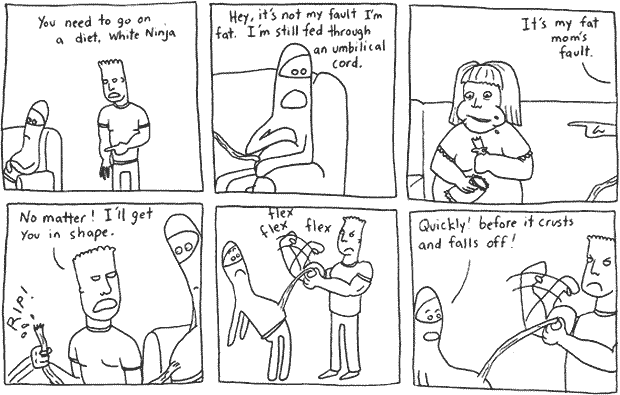 You need to go on
a diet, White Ninja
Hey, it's not my fault I'm
fat. I'm still fed through
an umbilical
cord.
It's my fat
mom's
fault.
No matter! I'll get
you in shape.
RIP!
flex
flex
flex
Quickly! before it crusts
and falls off!